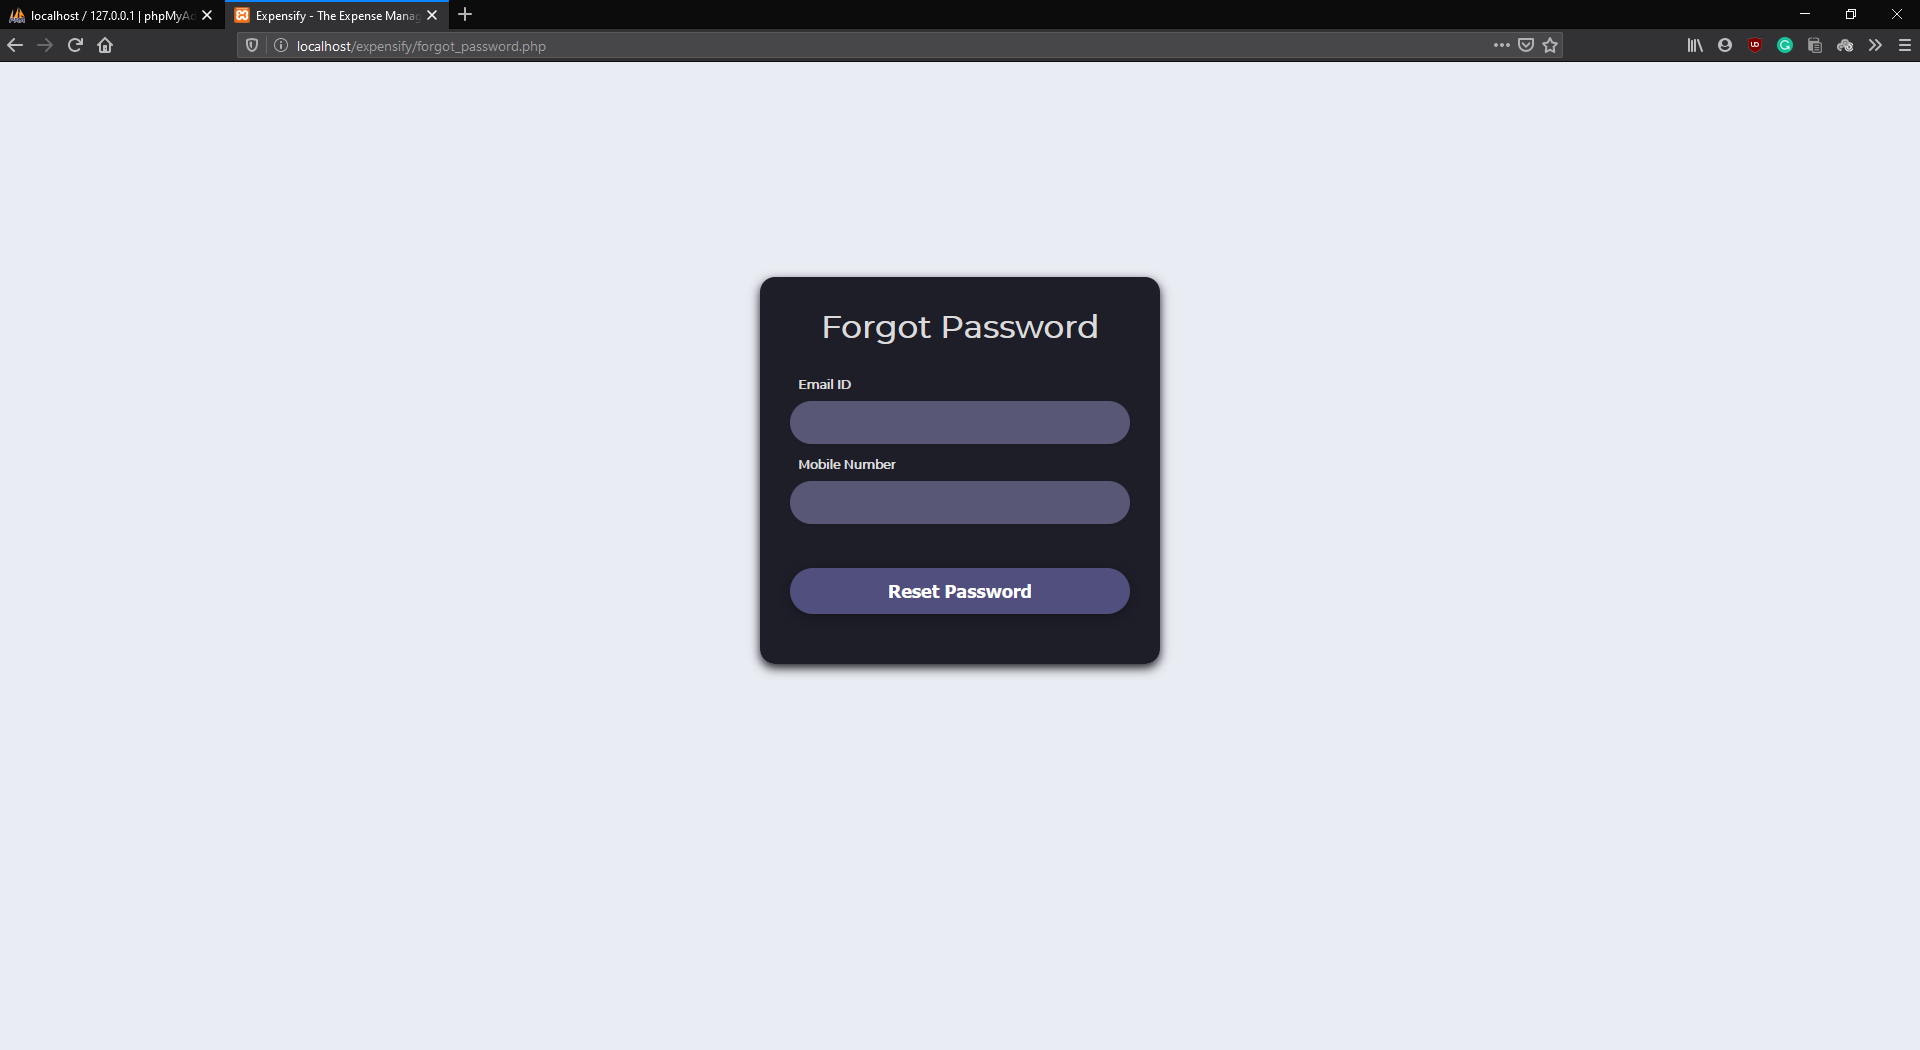 localhost / 127.0.0.1 | phpMyAd
Expensify - The Expense Manag
localhost/expensify/forgot_password.php
Forgot Password
Email ID
Mobile Number
Reset Password